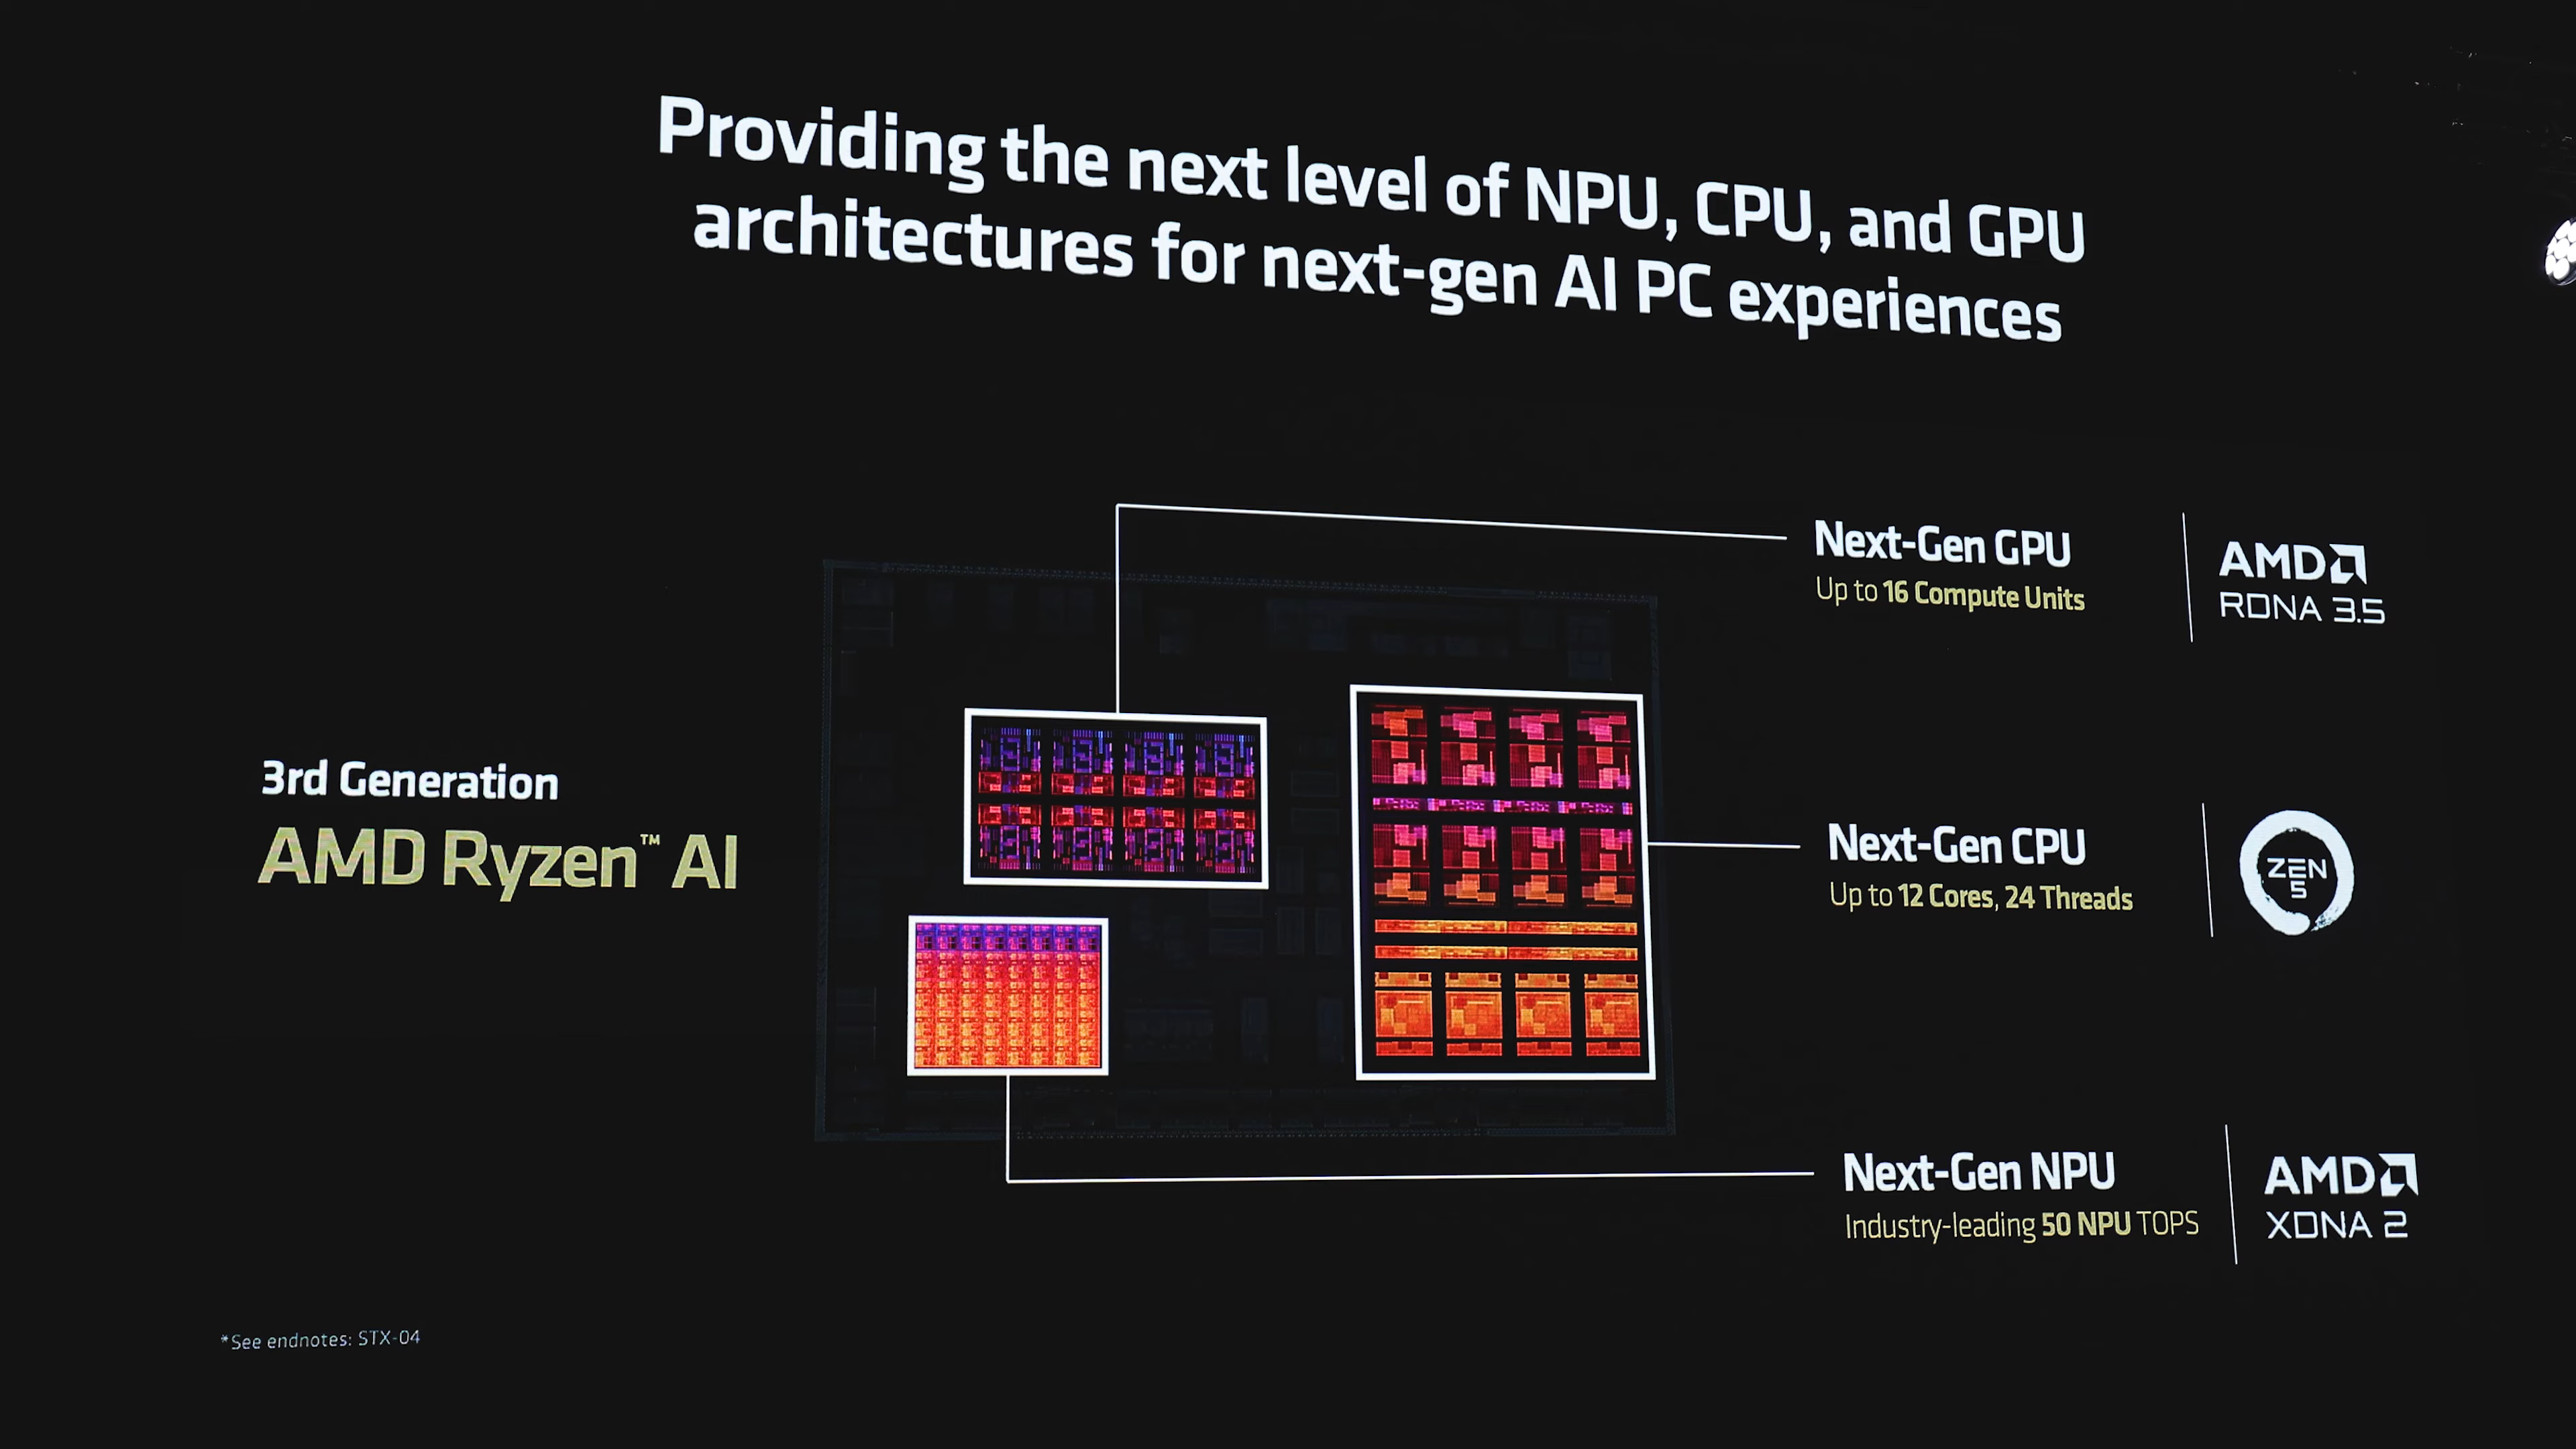 Providing the next level of NPU, CPU, and GPU
architectures for next-gen AI PC experiences
Next-Gen GPU
Up to 16 Compute Units
AMD
RDNA 3.5
3rd Generation
AMD Ryzen™ AI
Next-Gen CPU
Up to 12 Cores, 24 Threads
ZEN
5
Next-Gen NPU
Industry-leading 50 NPU TOPS
AMD
XDNA 2
*See endnotes: STX-04